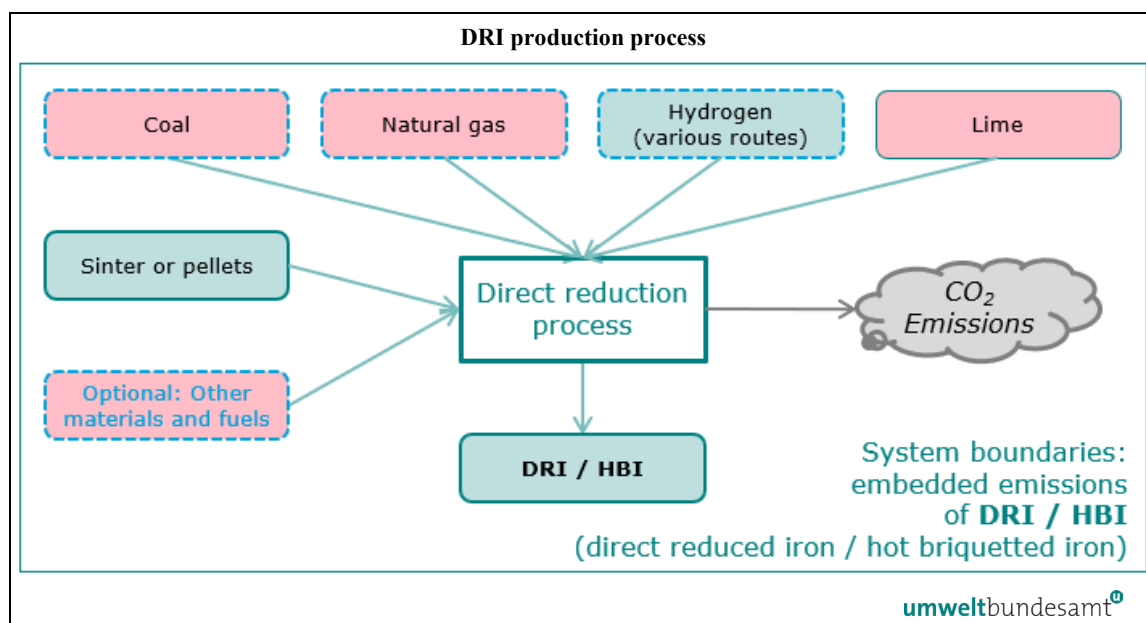 DRI production process
Coal
Natural gas
Hydrogen
(various routes)
Lime
Sinter or pellets
Direct reduction
process
CO₂
Emissions
Optional: Other
materials and fuels
DRI / HBI
System boundaries:
embedded emissions
of DRI / HBI
(direct reduced iron / hot briquetted iron)
umweltbundesamt